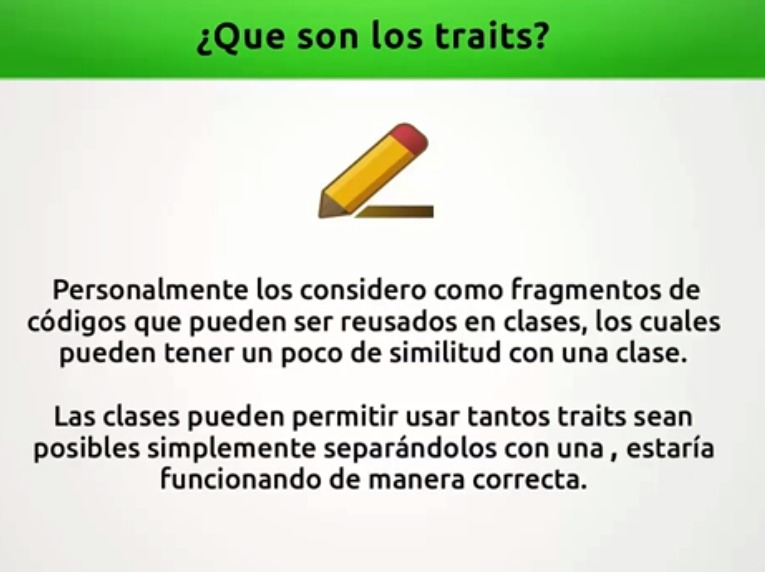 ¿Que son los traits?
Personalmente los considero como fragmentos de
códigos que pueden ser reusados en clases, los cuales
pueden tener un poco de similitud con una clase.
Las clases pueden permitir usar tantos traits sean
posibles simplemente separándolos con una , estaría
funcionando de manera correcta.